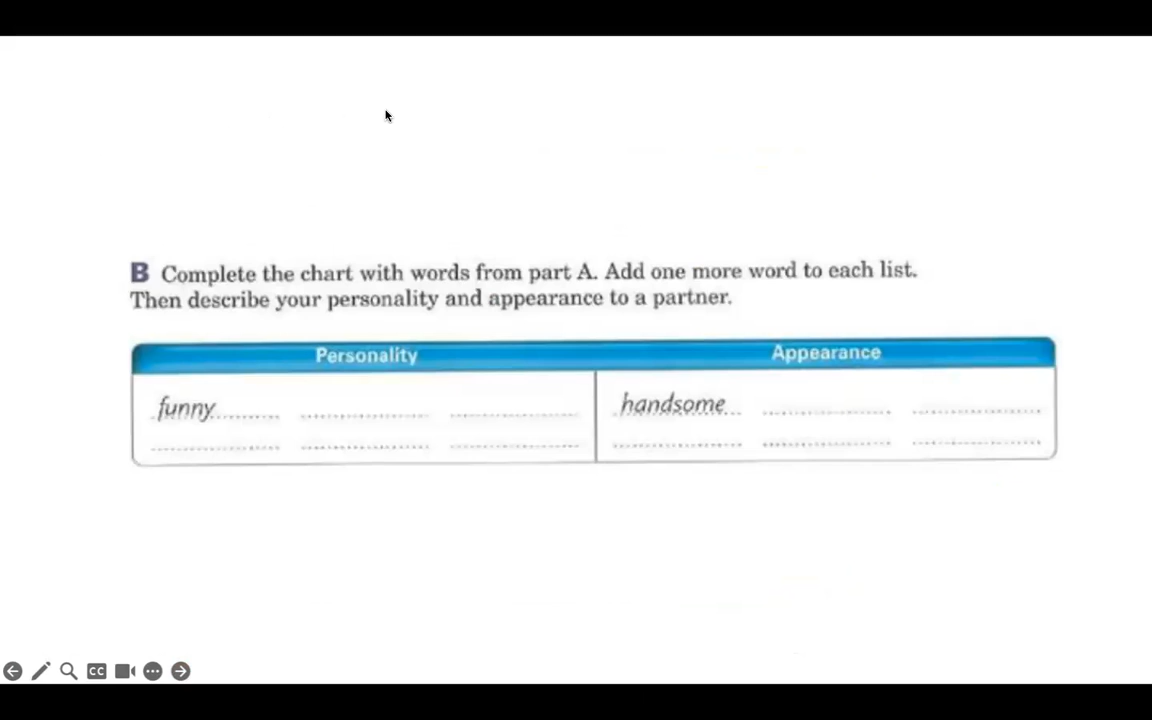 B Complete the chart with words from part A. Add one more word to each list.
Then describe your personality and appearance to a partner.
Personality Appearance
funny handsome
CC